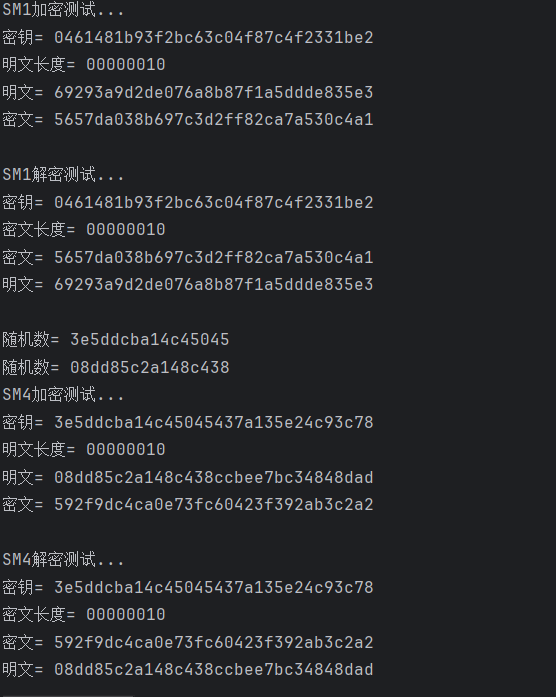 SM1加密测试...
密钥= 0461481b93f2bc63c04f87c4f2331be2
明文长度= 00000010
明文= 69293a9d2de076a8b87f1a5ddde835e3
密文= 5657da038b697c3d2ff82ca7a530c4a1
SM1解密测试...
密钥= 0461481b93f2bc63c04f87c4f2331be2
密文长度= 00000010
密文= 5657da038b697c3d2ff82ca7a530c4a1
明文= 69293a9d2de076a8b87f1a5ddde835e3
随机数= 3e5ddcba14c45045
随机数= 08dd85c2a148c438
SM4加密测试...
密钥= 3e5ddcba14c45045437a135e24c93c78
明文长度= 00000010
明文= 08dd85c2a148c438ccbee7bc34848dad
密文= 592f9dc4ca0e73fc60423f392ab3c2a2
SM4解密测试...
密钥= 3e5ddcba14c45045437a135e24c93c78
密文长度= 00000010
密文= 592f9dc4ca0e73fc60423f392ab3c2a2
明文= 08dd85c2a148c438ccbee7bc34848dad